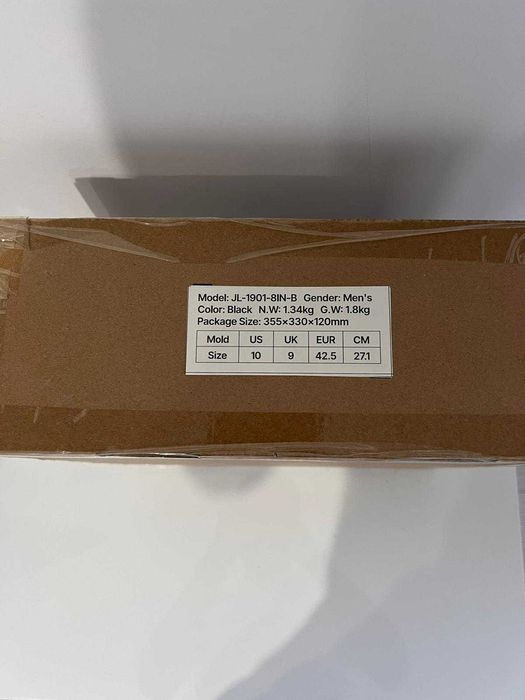 Model: JL-1901-8IN-B Gender: Men's
Color: Black N.W: 1.34kg G.W: 1.8kg
Package Size: 355×330×120mm
Mold US UK EUR CM
Size 10 9 42.5 27.1